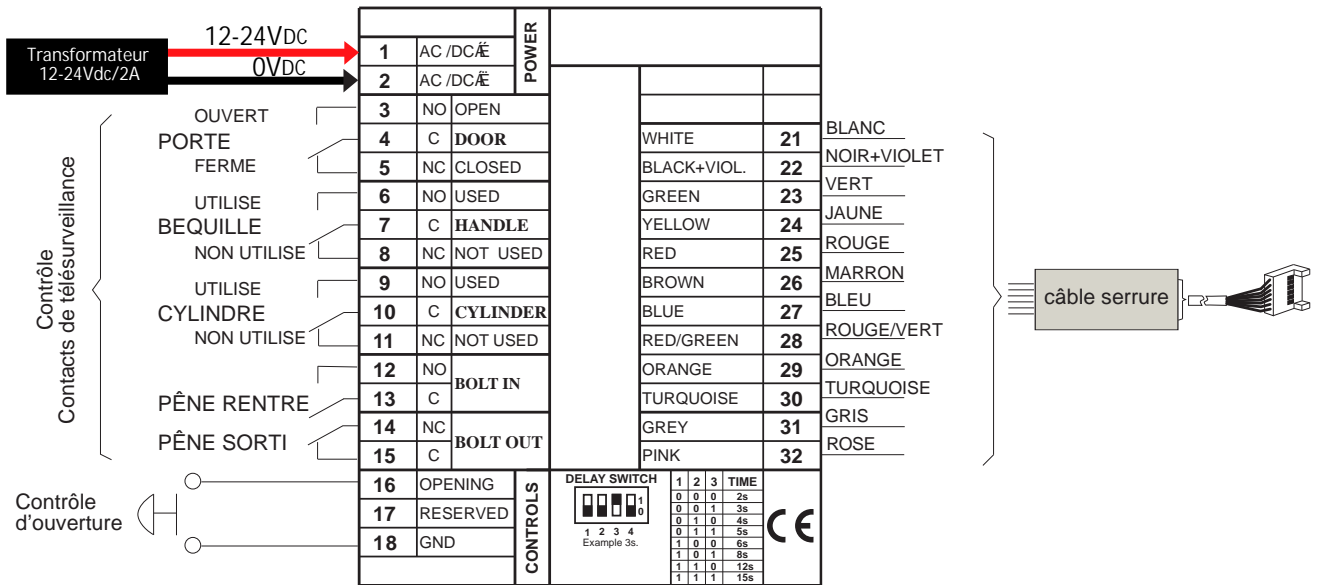 12-24VDC
0VDC
Transformateur
12-24Vdc/2A
Contrôle
Contacts de télésurveillance
OUVERT
PORTE
FERME
UTILISE
BEQUILLE
NON UTILISE
UTILISE
CYLINDRE
NON UTILISE
PÊNE RENTRE
PÊNE SORTI
Contrôle
d'ouverture
POWER
1 AC /DCÆË
2 AC /DCÆË
3 NO OPEN
4 C DOOR
5 NC CLOSED
6 NO USED
7 C HANDLE
8 NC NOT USED
9 NO USED
10 C CYLINDER
11 NC NOT USED
12 NO
BOLT IN
13 C
14 NC
BOLT OUT
15 C
16 OPENING
17 RESERVED
18 GND
CONTROLS
WHITE 21 BLANC
BLACK+VIOL. 22 NOIR+VIOLET
GREEN 23 VERT
YELLOW 24 JAUNE
RED 25 ROUGE
BROWN 26 MARRON
BLUE 27 BLEU
RED/GREEN 28 ROUGE/VERT
ORANGE 29 ORANGE
TURQUOISE 30 TURQUOISE
GREY 31 GRIS
PINK 32 ROSE
DELAY SWITCH
1
0
1 2 3 4
Example 3s.
1 2 3 TIME
0 0 0 2s
0 0 1 3s
0 1 0 4s
0 1 1 5s
1 0 0 6s
1 0 1 8s
1 1 0 12s
1 1 1 15s
CE
câble serrure